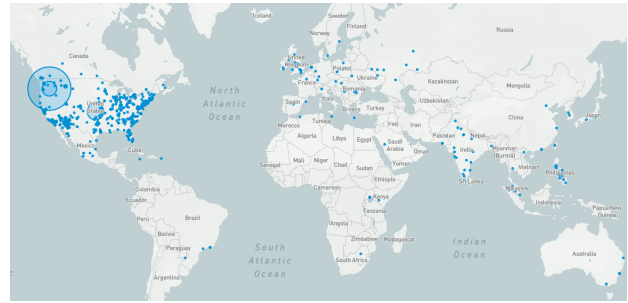 Iceland
Sweden
Finland
Norway
Russia
Canada
United
Kingdom
Poland
Ukraine
Kazakhstan
Mongolia
France
Romania
North
Atlantic
Ocean
United
States
Spain
Italy
Greece
Turkey
Uzbekistan
China
Japan
Morocco
Tunisia
Iraq
Iran
Algeria
Libya
Egypt
Pakistan
Nepal
Mexico
Cuba
Saudi
Arabia
Oman
India
Myanmar
(Burma)
Mali
Niger
Chad
Sudan
Yemen
Senegal
Vietnam
Philippines
Ethiopia
Cameroon
Sri Lanka
Malaysia
Colombia
Ecuador
Kenya
Tanzania
Indonesia
Papua New
Guinea
Peru
Brazil
Angola
Bolivia
Zimbabwe
Madagascar
Paraguay
South
Atlantic
Ocean
Indian
Ocean
Australia
South Africa
Argentina